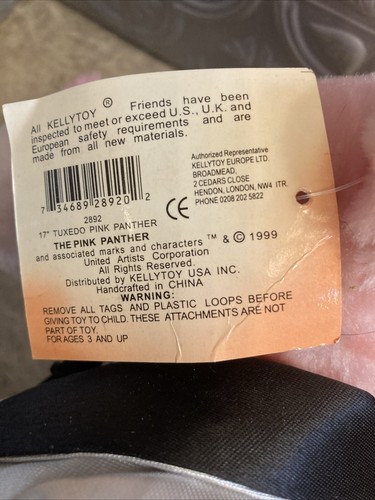 All KELLYTOY ® Friends have been
inspected to meet or exceed U.S., U.K. and
European safety requirements and are
made from all new materials.
7 34689 28920 2
2892
17" TUXEDO PINK PANTHER
CE
Authorized Representative
KELLYTOY EUROPE LTD.
BROADMEAD,
2 CEDARS CLOSE
HENDON, LONDON, NW4 ITR.
PHONE 0208 202 5822
THE PINK PANTHER
and associated marks and characters ™ & © 1999
United Artists Corporation
All Rights Reserved.
Distributed by KELLYTOY USA INC.
Handcrafted in CHINA
WARNING:
REMOVE ALL TAGS AND PLASTIC LOOPS BEFORE
GIVING TOY TO CHILD. THESE ATTACHMENTS ARE NOT
PART OF TOY.
FOR AGES 3 AND UP